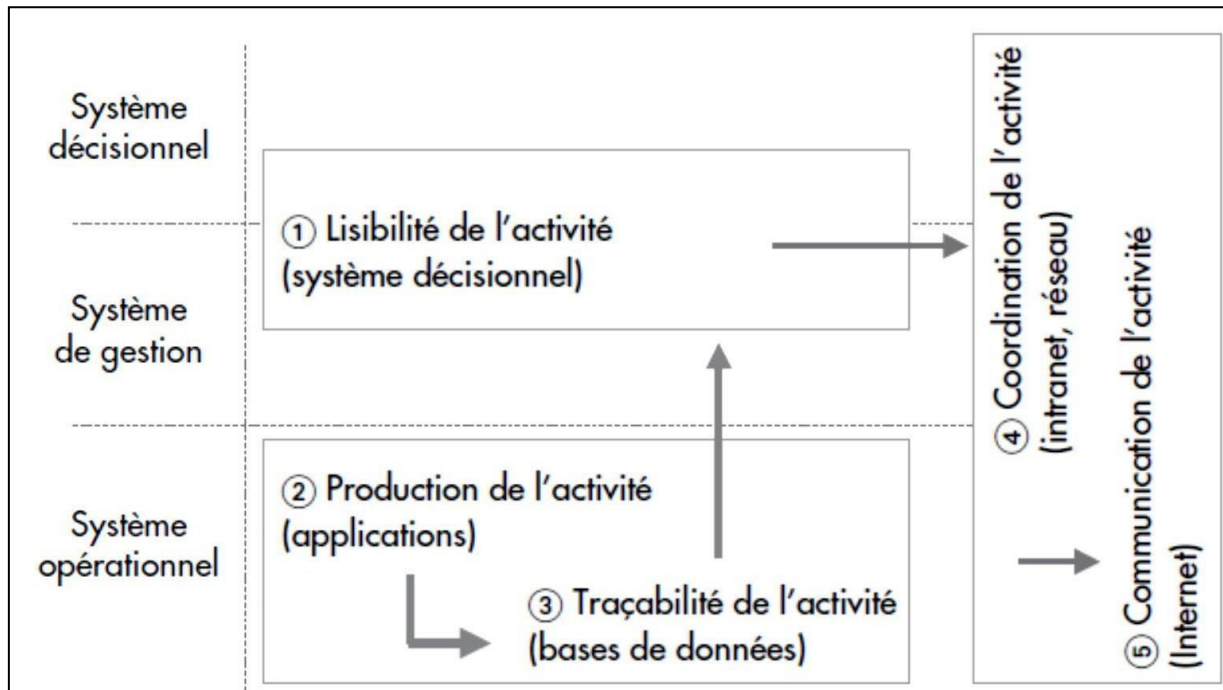 Système
décisionnel
① Lisibilité de l'activité
(système décisionnel)
Système
de gestion
② Production de l'activité
(applications)
Système
opérationnel
③ Traçabilité de l'activité
(bases de données)
④ Coordination de l'activité
(intranet, réseau)
⑤ Communication de l'activité
(Internet)